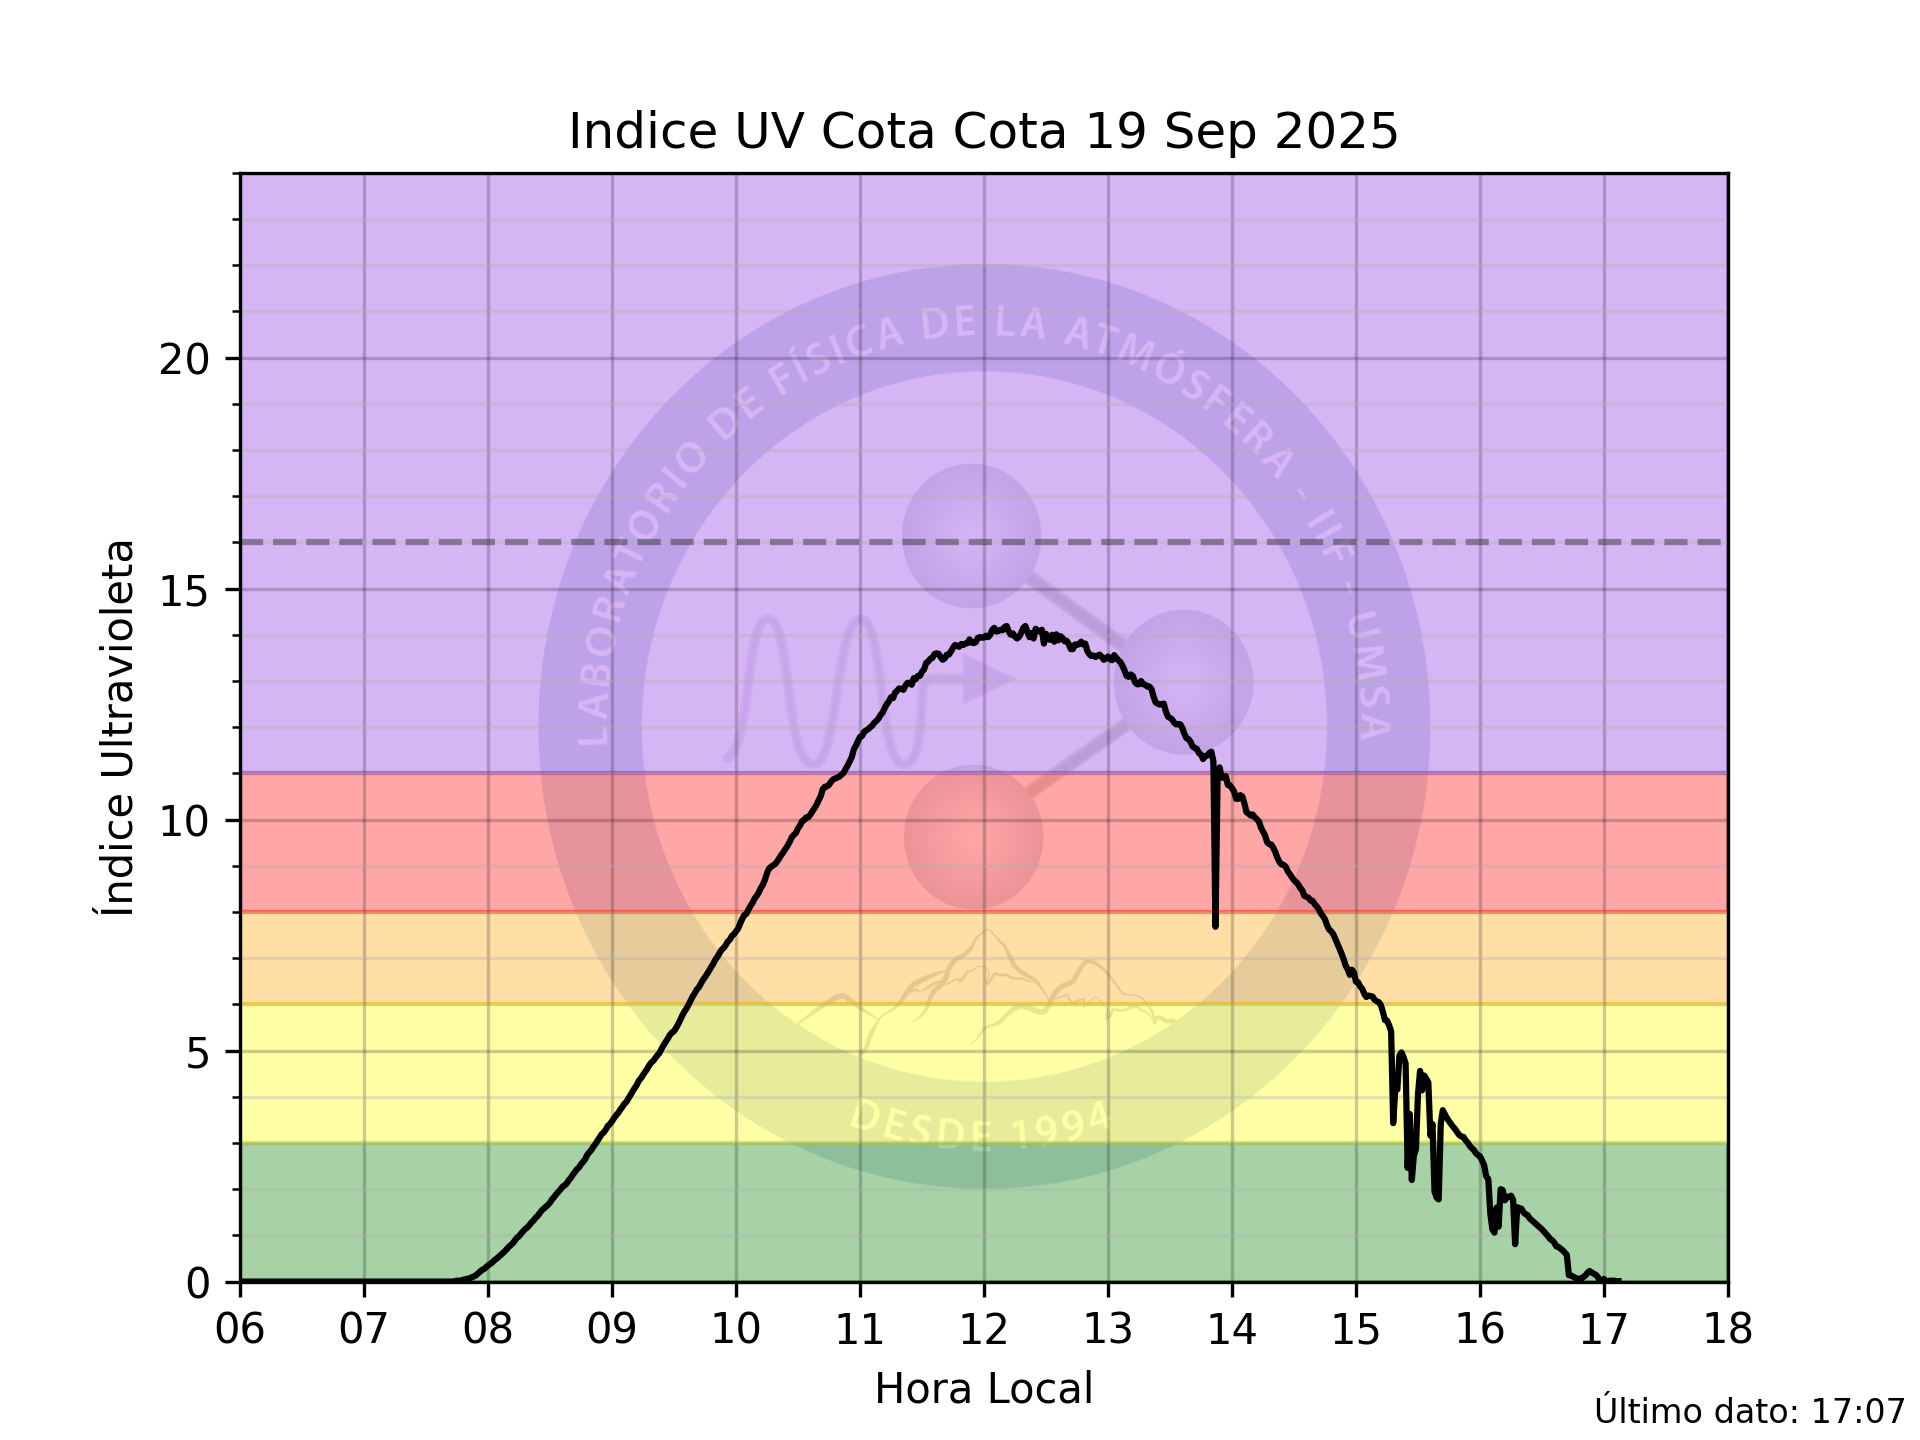 Indice UV Cota Cota 19 Sep 2025
Índice Ultravioleta
20
15
10
5
0
LABORATORIO DE FÍSICA DE LA ATMÓSFERA - IIF - UMSA
DESDE 1994
06 07 08 09 10 11 12 13 14 15 16 17 18
Hora Local
Último dato: 17:07